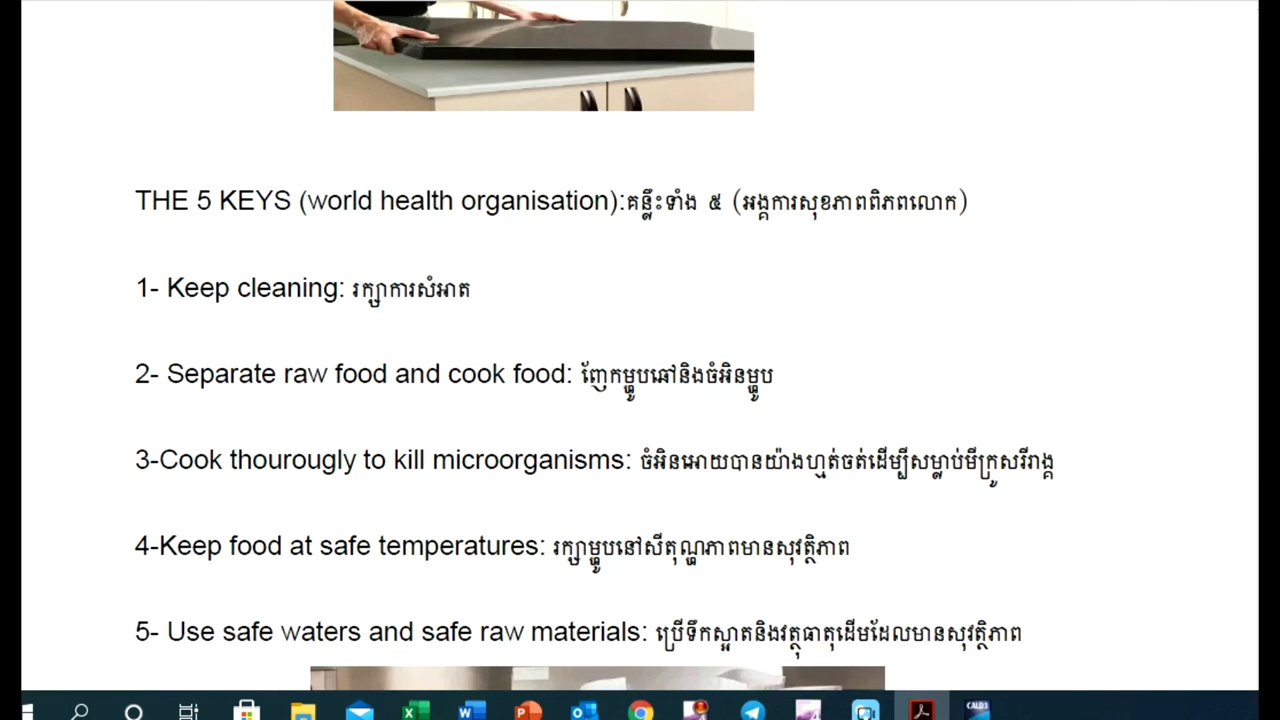 THE 5 KEYS (world health organisation):គន្លឹះទាំង ៥ (អង្គការសុខភាពពិភពលោក)
1- Keep cleaning: រក្សាការសំអាត
2- Separate raw food and cook food: ញែកម្ហូបឆៅនិងចំអិនម្ហូប
3-Cook thourougly to kill microorganisms: ចំអិនអោយបានយ៉ាងហ្មត់ចត់ដើម្បីសម្លាប់មីក្រូសរីរាង្គ
4-Keep food at safe temperatures: រក្សាម្ហូបនៅសីតុណ្ហភាពមានសុវត្ថិភាព
5- Use safe waters and safe raw materials: ប្រើទឹកស្អាតនិងវត្ថុធាតុដើមដែលមានសុវត្ថិភាព
CALD3